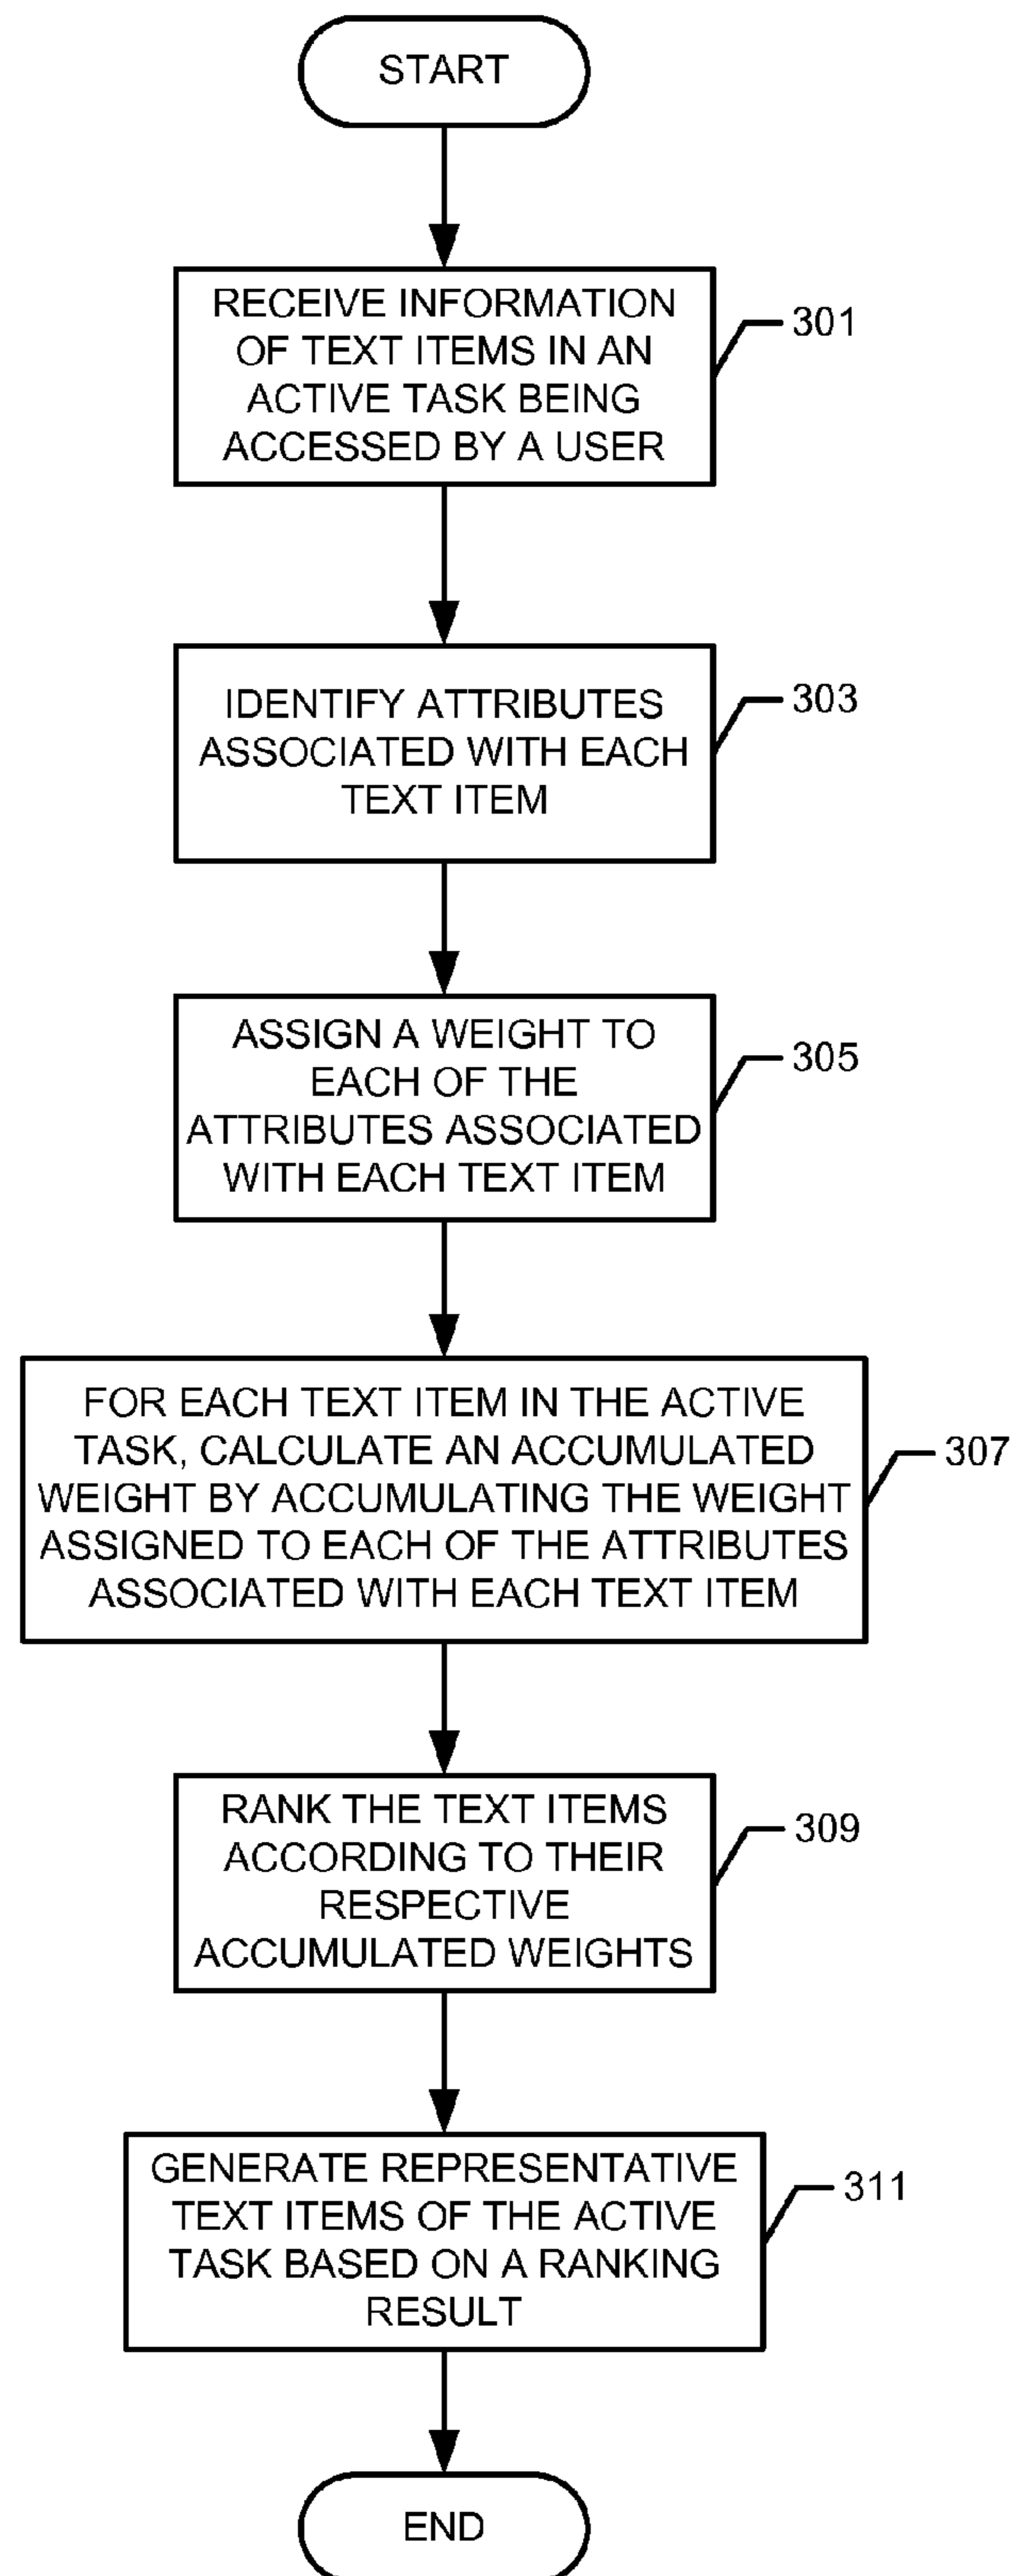 START
RECEIVE INFORMATION
OF TEXT ITEMS IN AN
ACTIVE TASK BEING
ACCESSED BY A USER
301
IDENTIFY ATTRIBUTES
ASSOCIATED WITH EACH
TEXT ITEM
303
ASSIGN A WEIGHT TO
EACH OF THE
ATTRIBUTES ASSOCIATED
WITH EACH TEXT ITEM
305
FOR EACH TEXT ITEM IN THE ACTIVE
TASK, CALCULATE AN ACCUMULATED
WEIGHT BY ACCUMULATING THE WEIGHT
ASSIGNED TO EACH OF THE ATTRIBUTES
ASSOCIATED WITH EACH TEXT ITEM
307
RANK THE TEXT ITEMS
ACCORDING TO THEIR
RESPECTIVE
ACCUMULATED WEIGHTS
309
GENERATE REPRESENTATIVE
TEXT ITEMS OF THE ACTIVE
TASK BASED ON A RANKING
RESULT
311
END